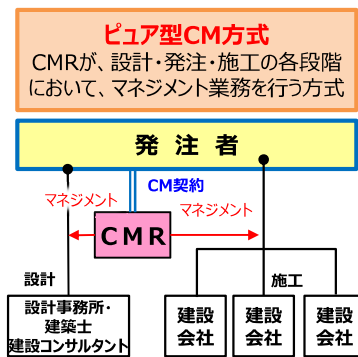 ピュア型CM方式
CMRが、設計・発注・施工の各段階
において、マネジメント業務を行う方式
発注者
CM契約
マネジメント
マネジメント
CMR
設計
施工
設計事務所・
建築士
建設コンサルタント
建設
会社
建設
会社
建設
会社